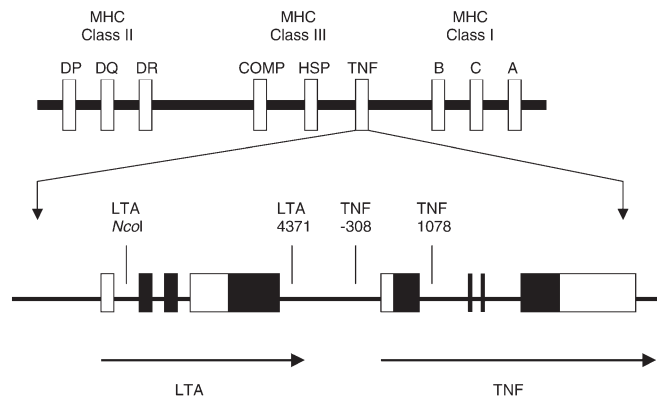 MHC
Class II
MHC
Class III
MHC
Class I
DP DQ DR COMP HSP TNF B C A
LTA
NcoI
LTA
4371
TNF
-308
TNF
1078
LTA
TNF